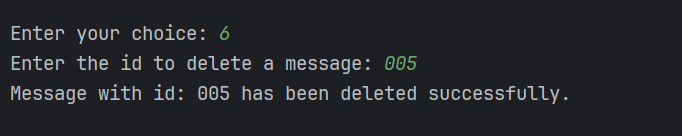 Enter your choice: 6
Enter the id to delete a message: 005
Message with id: 005 has been deleted successfully.